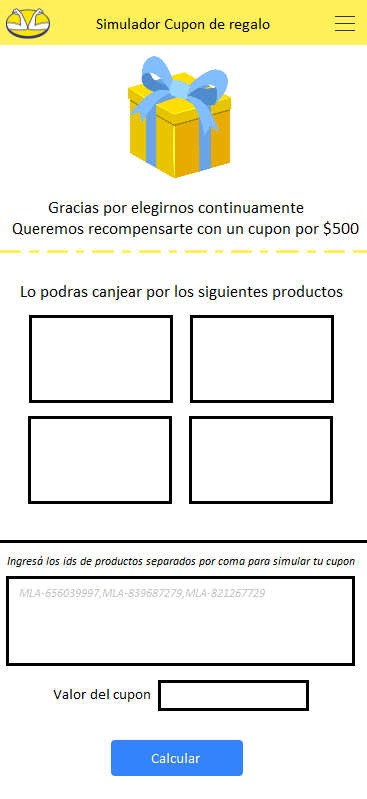 Simulador Cupon de regalo
Gracias por elegirnos continuamente
Queremos recompensarte con un cupon por $500
Lo podras canjear por los siguientes productos
Ingresá los ids de productos separados por coma para simular tu cupon
MLA-656039997,MLA-839687279,MLA-821267729
Valor del cupon
Calcular